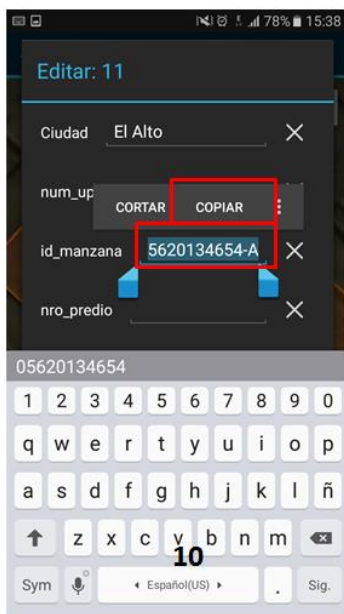 78% 15:38
Editar: 11
Ciudad El Alto
num_up
CORTAR COPIAR
id_manzana 5620134654-A
nro_predio
05620134654
1 2 3 4 5 6 7 8 9 0
q w e r t y u i o p
a s d f g h j k l ñ
z x c v b n m
10
Sym Español(US) . Sig.